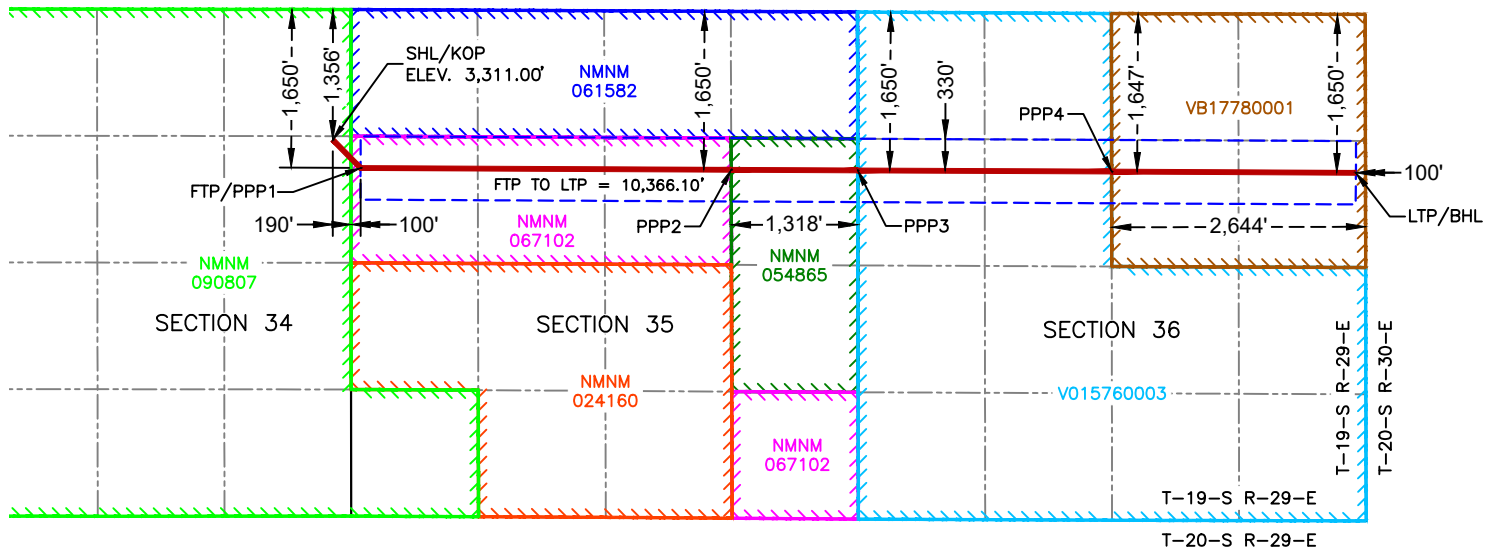 1,650'
1,356'
SHL/KOP
ELEV. 3,311.00'
NMNM
061582
1,650'
1,650'
330'
PPP4
1,647'
VB17780001
1,650'
FTP/PPP1
FTP TO LTP = 10,366.10'
100'
190'
100'
NMNM
067102
PPP2
1,318'
PPP3
2,644'
LTP/BHL
NMNM
090807
NMNM
054865
SECTION 34
SECTION 35
SECTION 36
T-19-S R-29-E
T-20-S R-30-E
NMNM
024160
V015760003
NMNM
067102
T-19-S R-29-E
T-20-S R-29-E